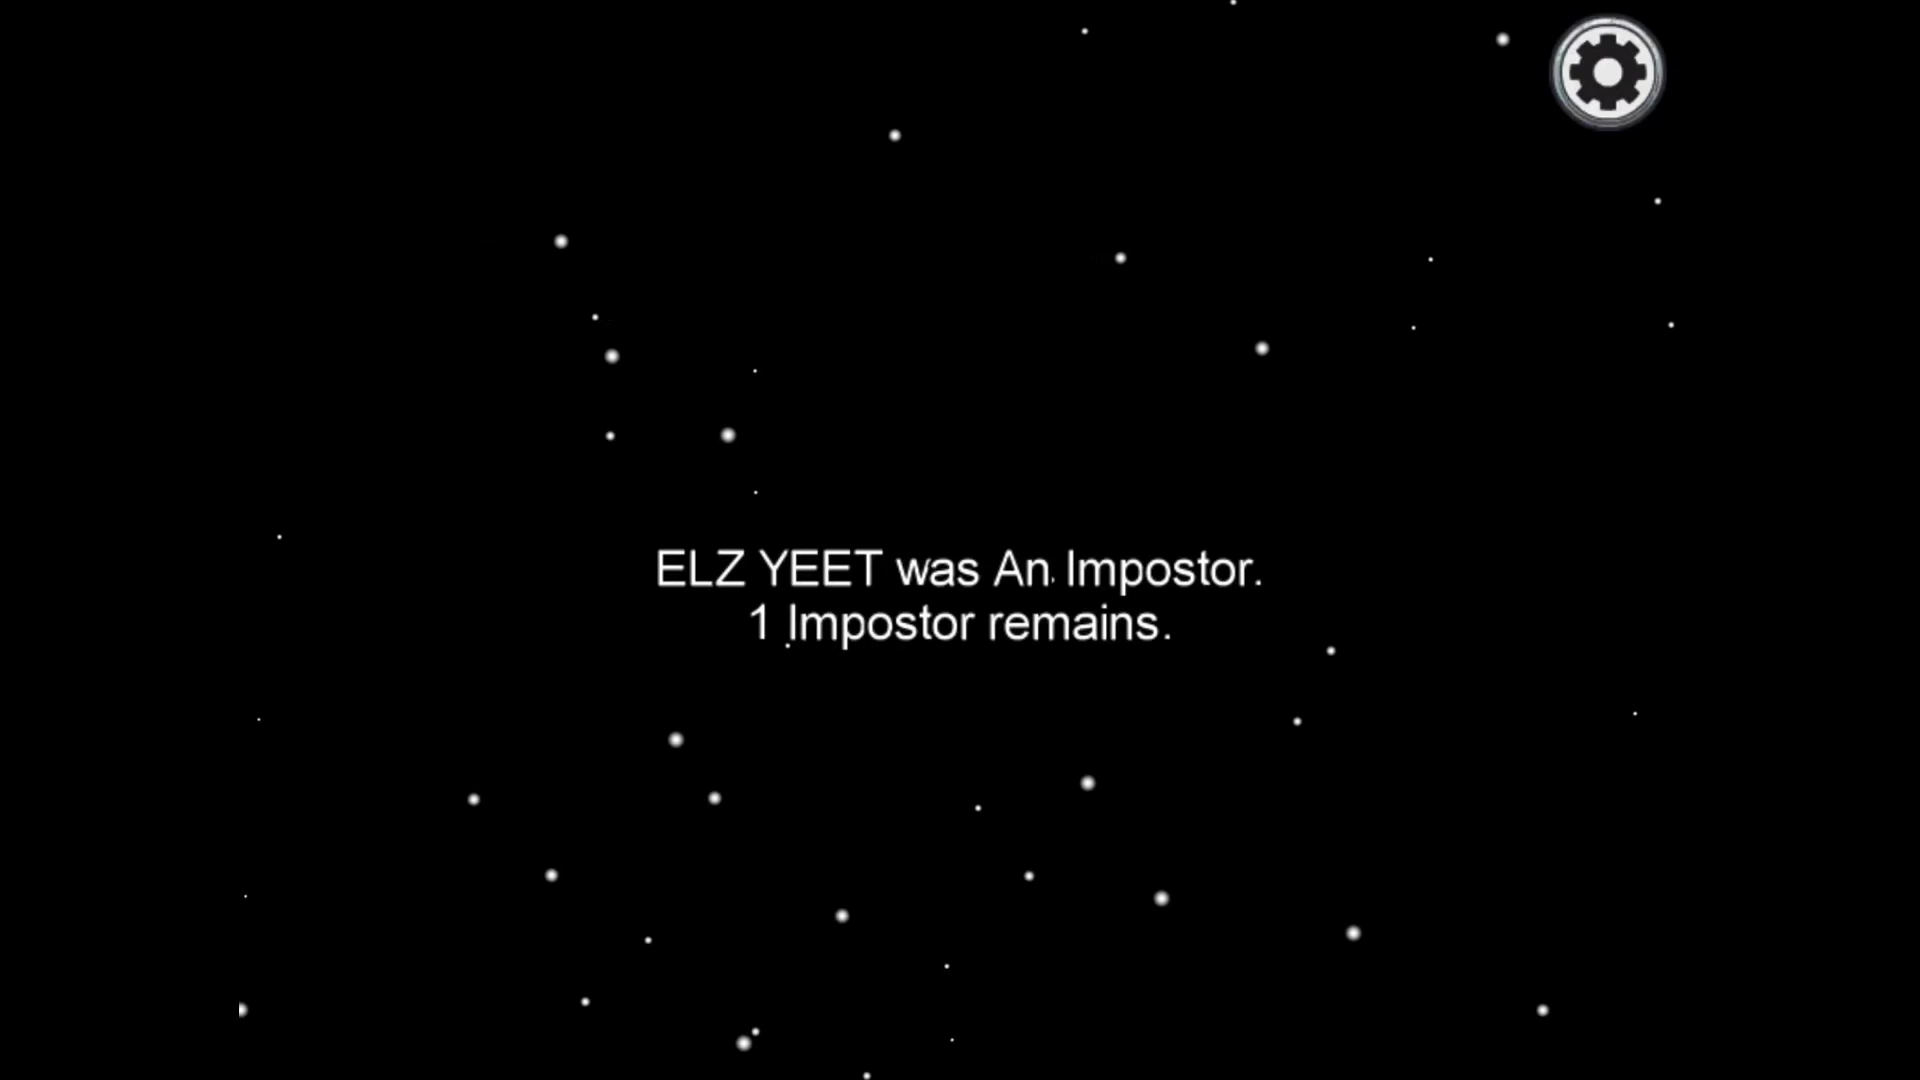 ELZ YEET was An Impostor.
1 Impostor remains.